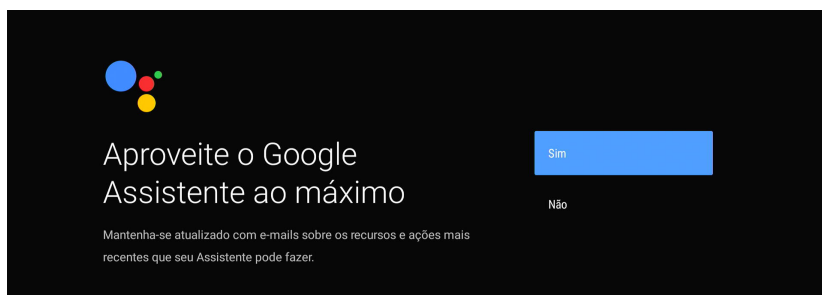 Aproveite o Google
Assistente ao máximo
Mantenha-se atualizado com e-mails sobre os recursos e ações mais
recentes que seu Assistente pode fazer.
Sim
Não